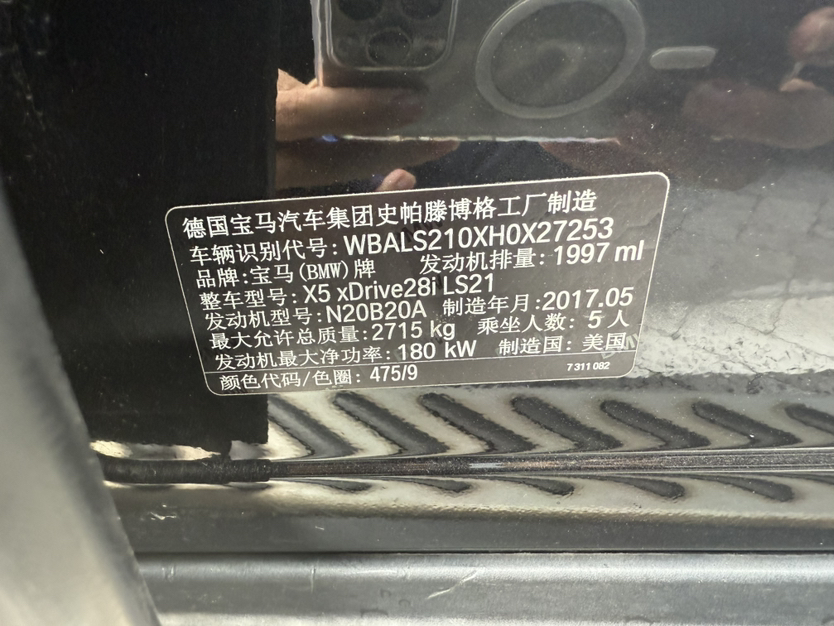 德国宝马汽车集团史帕滕博格工厂制造
车辆识别代号: WBALS210XH0X27253
品牌:宝马(BMW)牌 发动机排量: 1997 ml
整车型号: X5 xDrive28i LS21
发动机型号: N20B20A 制造年月:2017.05
最大允许总质量: 2715 kg 乘坐人数: 5 人
发动机最大净功率: 180 kW 制造国: 美国
颜色代码/色圈: 475/9 7 311 082